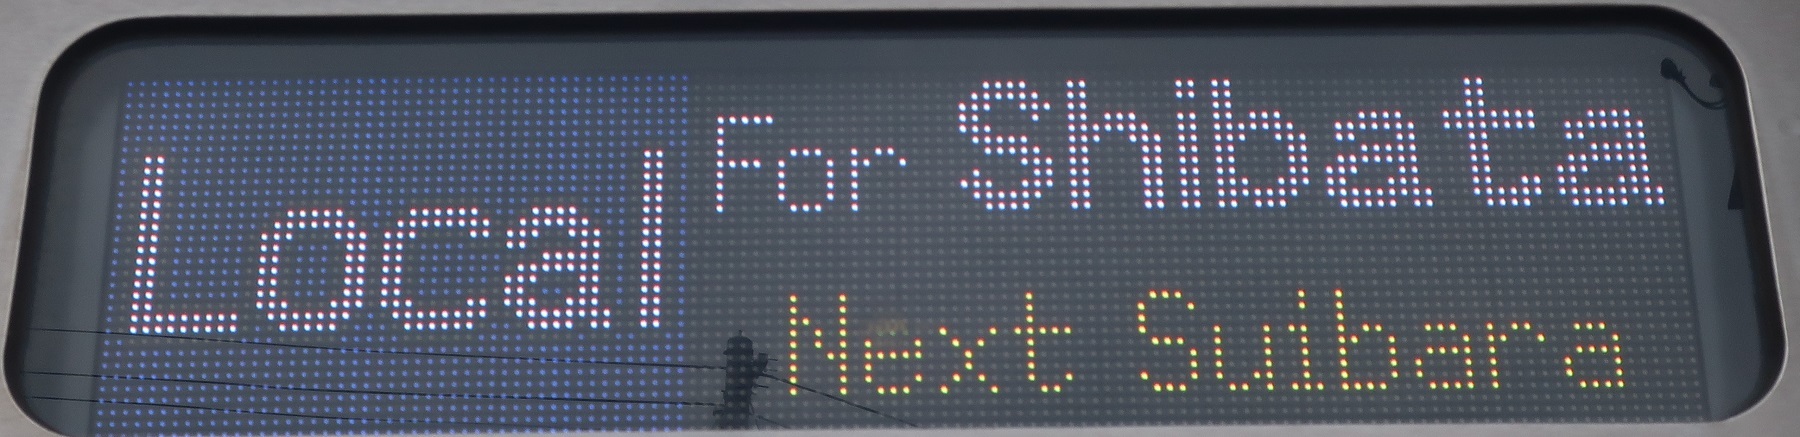 Local
For Shibata
Next Suibara